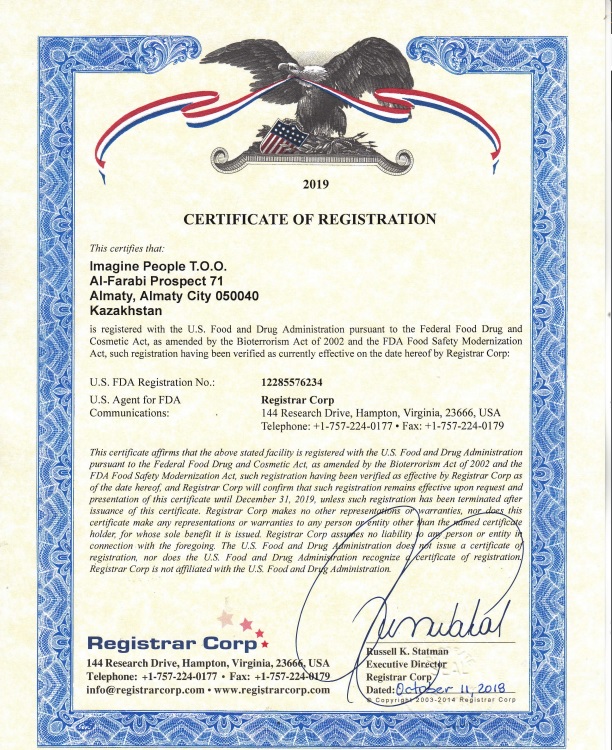 2019
CERTIFICATE OF REGISTRATION
This certifies that:
Imagine People T.O.O.
Al-Farabi Prospect 71
Almaty, Almaty City 050040
Kazakhstan
is registered with the U.S. Food and Drug Administration pursuant to the Federal Food Drug and
Cosmetic Act, as amended by the Bioterrorism Act of 2002 and the FDA Food Safety Modernization
Act, such registration having been verified as currently effective on the date hereof by Registrar Corp:
U.S. FDA Registration No.: 12285576234
U.S. Agent for FDA Registrar Corp
Communications: 144 Research Drive, Hampton, Virginia, 23666, USA
Telephone: +1-757-224-0177 • Fax: +1-757-224-0179
This certificate affirms that the above stated facility is registered with the U.S. Food and Drug Administration
pursuant to the Federal Food Drug and Cosmetic Act, as amended by the Bioterrorism Act of 2002 and the
FDA Food Safety Modernization Act, such registration having been verified as effective by Registrar Corp as
of the date hereof, and Registrar Corp will confirm that such registration remains effective upon request and
presentation of this certificate until December 31, 2019, unless such registration has been terminated after
issuance of this certificate. Registrar Corp makes no other representations or warranties, nor does this
certificate make any representations or warranties to any person or entity other than the named certificate
holder, for whose sole benefit it is issued. Registrar Corp assumes no liability to any person or entity in
connection with the foregoing. The U.S. Food and Drug Administration does not issue a certificate of
registration, nor does the U.S. Food and Drug Administration recognize a certificate of registration.
Registrar Corp is not affiliated with the U.S. Food and Drug Administration.
Registrar Corp
144 Research Drive, Hampton, Virginia, 23666, USA
Telephone: +1-757-224-0177 • Fax: +1-757-224-0179
info@registrarcorp.com • www.registrarcorp.com
Russell K. Statman
Executive Director
Registrar Corp
Dated: October 11, 2018
© Copyright 2003-2014 Registrar Corp